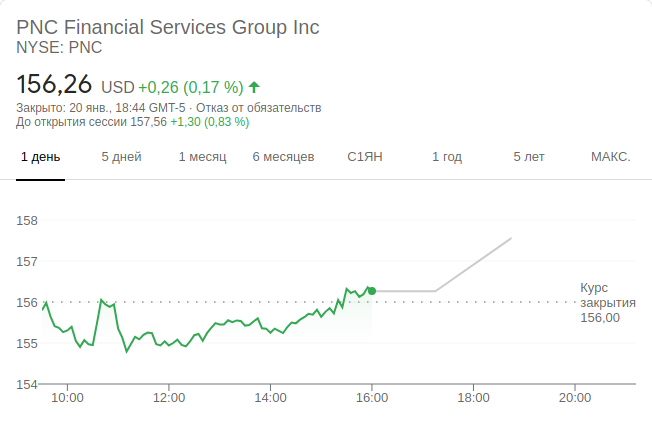 PNC Financial Services Group Inc
NYSE: PNC
156,26 USD +0,26 (0,17 %)
Закрыто: 20 янв., 18:44 GMT-5 · Отказ от обязательств
До открытия сессии 157,56 +1,30 (0,83 %)
1 день 5 дней 1 месяц 6 месяцев С1ЯН 1 год 5 лет МАКС.
158
157
156
155
154
Курс
закрытия
156,00
10:00 12:00 14:00 16:00 18:00 20:00